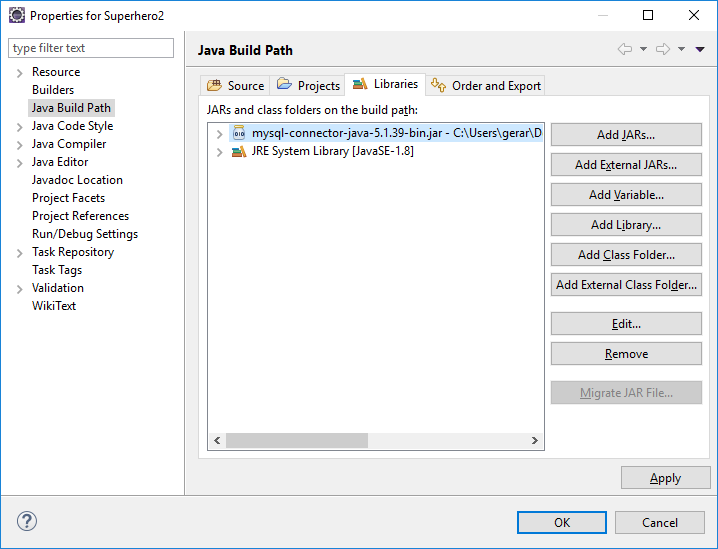 Properties for Superhero2
type filter text
Resource
Builders
Java Build Path
Java Code Style
Java Compiler
Java Editor
Javadoc Location
Project Facets
Project References
Run/Debug Settings
Task Repository
Task Tags
Validation
WikiText
Java Build Path
Source
Projects
Libraries
Order and Export
JARs and class folders on the build path:
mysql-connector-java-5.1.39-bin.jar - C:\Users\gerar\D
JRE System Library [JavaSE-1.8]
Add JARs...
Add External JARs...
Add Variable...
Add Library...
Add Class Folder...
Add External Class Folder...
Edit...
Remove
Migrate JAR File...
Apply
?
OK
Cancel